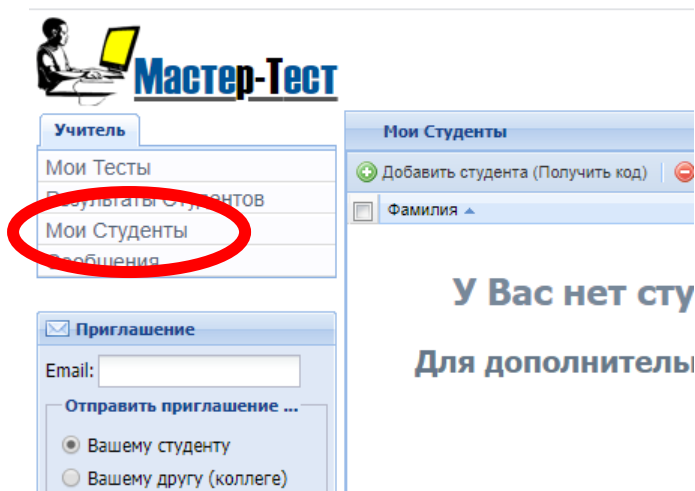 Мастер-Тест
Учитель
Мои Тесты
Результаты Студентов
Мои Студенты
Сообщения
Приглашение
Email:
Отправить приглашение ...
Вашему студенту
Вашему другу (коллеге)
Мои Студенты
Добавить студента (Получить код)
Фамилия
У Вас нет сту
Для дополнитель